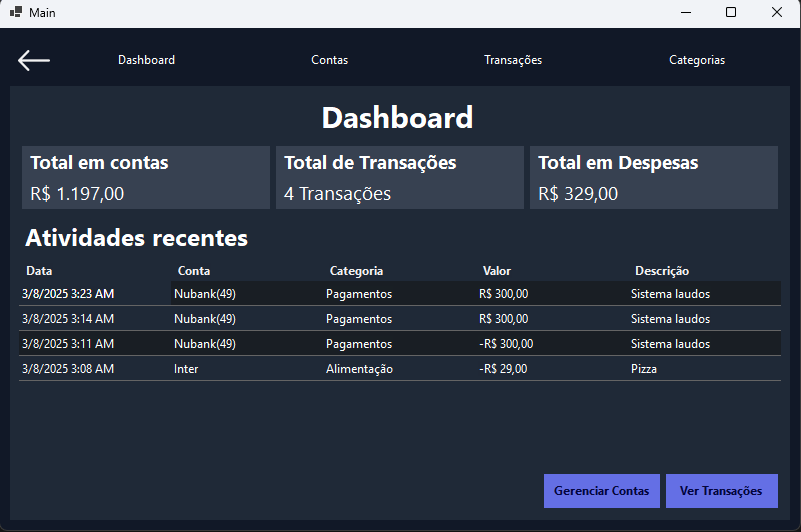 Main
Dashboard Contas Transações Categorias
Dashboard
Total em contas Total de Transações Total em Despesas
R$ 1.197,00 4 Transações R$ 329,00
Atividades recentes
Data Conta Categoria Valor Descrição
3/8/2025 3:23 AM Nubank(49) Pagamentos R$ 300,00 Sistema laudos
3/8/2025 3:14 AM Nubank(49) Pagamentos R$ 300,00 Sistema laudos
3/8/2025 3:11 AM Nubank(49) Pagamentos -R$ 300,00 Sistema laudos
3/8/2025 3:08 AM Inter Alimentação -R$ 29,00 Pizza
Gerenciar Contas Ver Transações